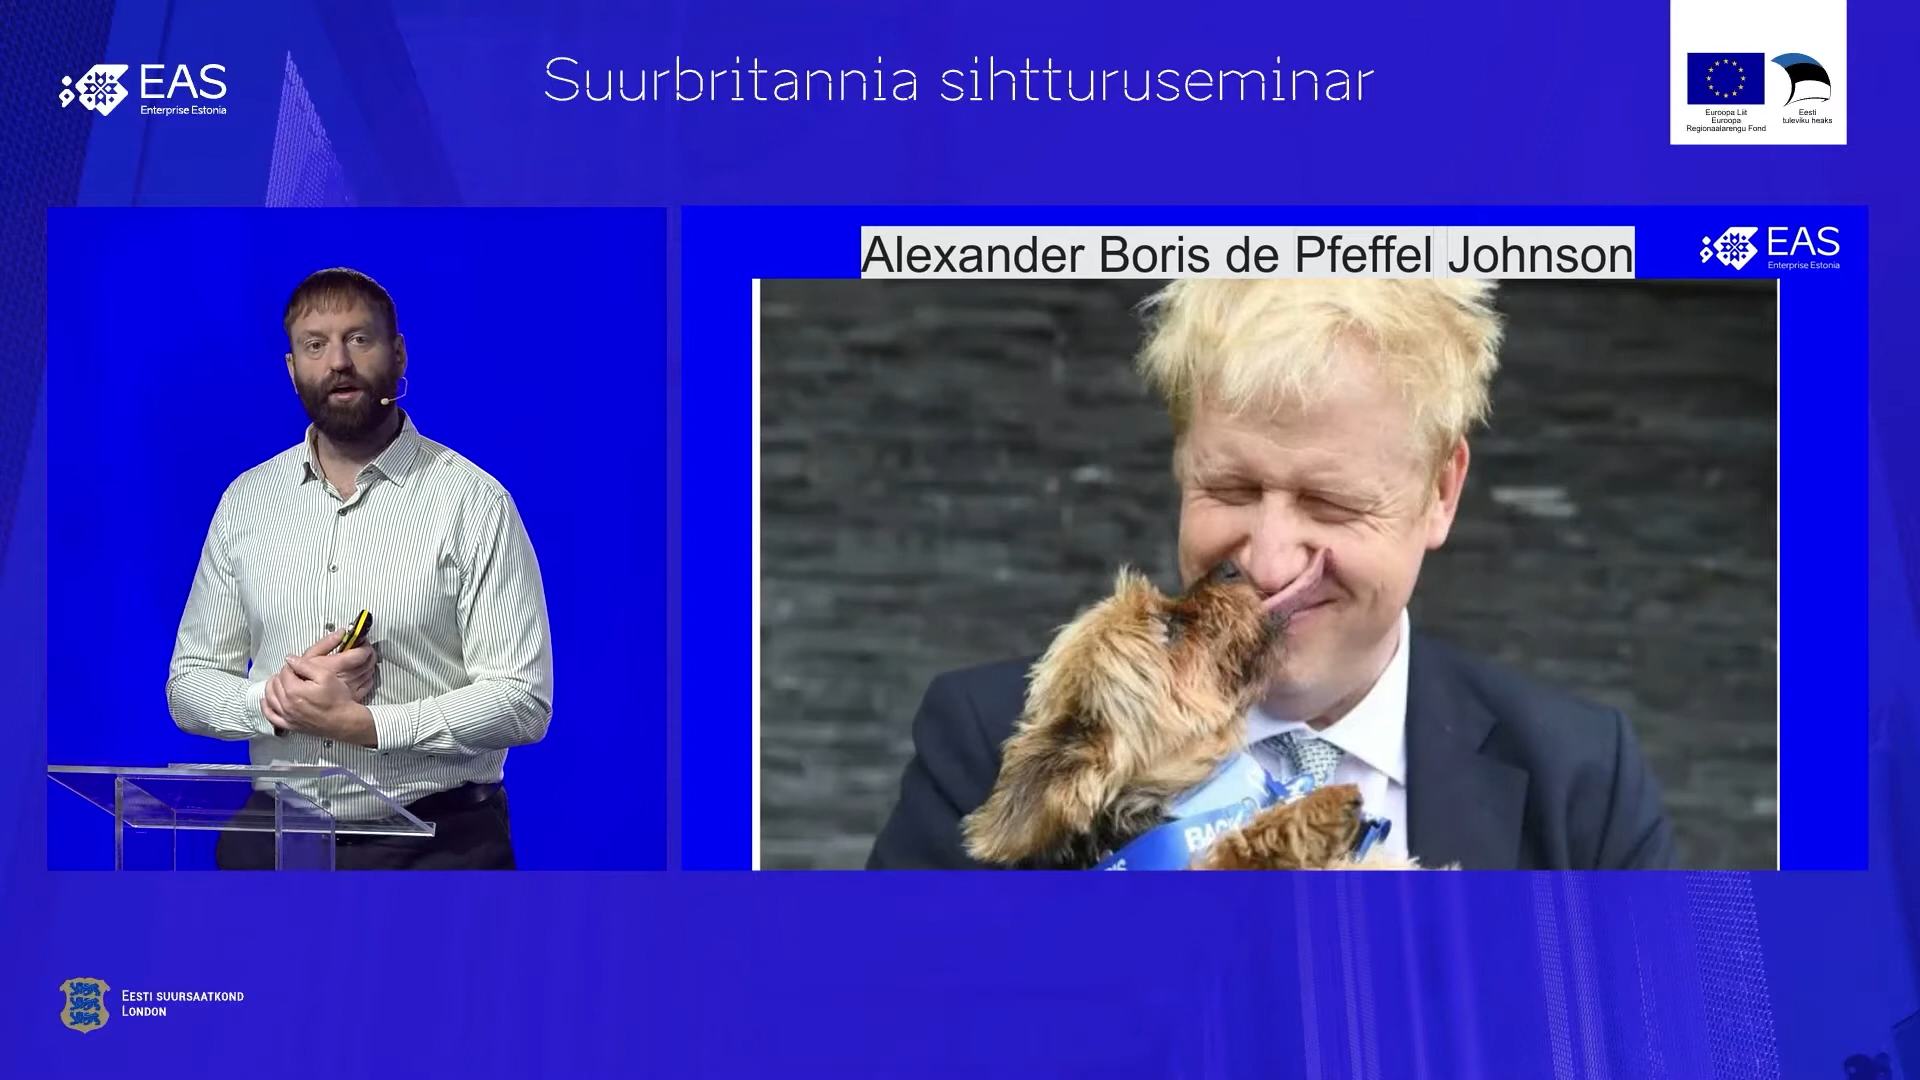 EAS
Enterprise Estonia
Suurbritannia sihtturuseminar
Euroopa Liit
Euroopa
Regionaalarengu Fond
Eesti
tuleviku heaks
Alexander Boris de Pfeffel Johnson
EAS
Enterprise Estonia
BACK
EESTI SUURSAATKOND
LONDON